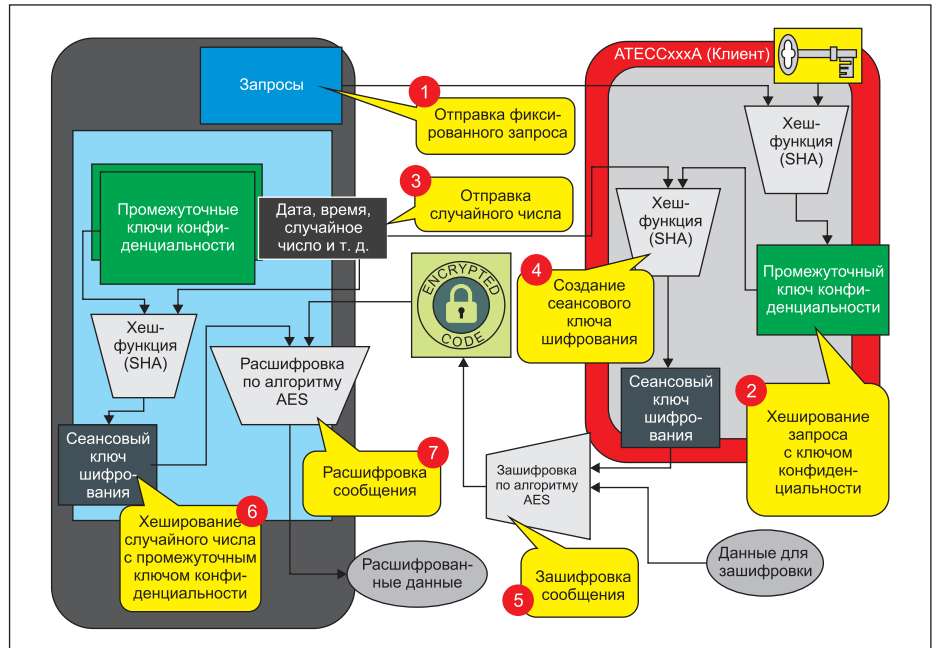 Запросы
1
Отправка фикси-
рованного запроса
ATECCxxxA (Клиент)
Хеш-
функция
(SHA)
Промежуточные
ключи конфи-
денциальности
Дата, время,
случайное
число и т. д.
3
Отправка
случайного числа
Хеш-
функция
(SHA)
4
Создание
сеансового
ключа
шифрования
Промежуточный
ключ конфи-
денциальности
ENCRYPTED
CODE
Хеш-
функция
(SHA)
Расшифровка
по алгоритму
AES
Сеансовый
ключ
шифро-
вания
2
Хеширование
запроса
с ключом
конфиден-
циальности
Сеансовый
ключ
шифро-
вания
7
Расшифровка
сообщения
Зашифровка
по алгоритму
AES
6
Хеширование
случайного числа
с промежуточным
ключом конфи-
денциальности
Расшифрован-
ные данные
5
Зашифровка
сообщения
Данные для
зашифровки